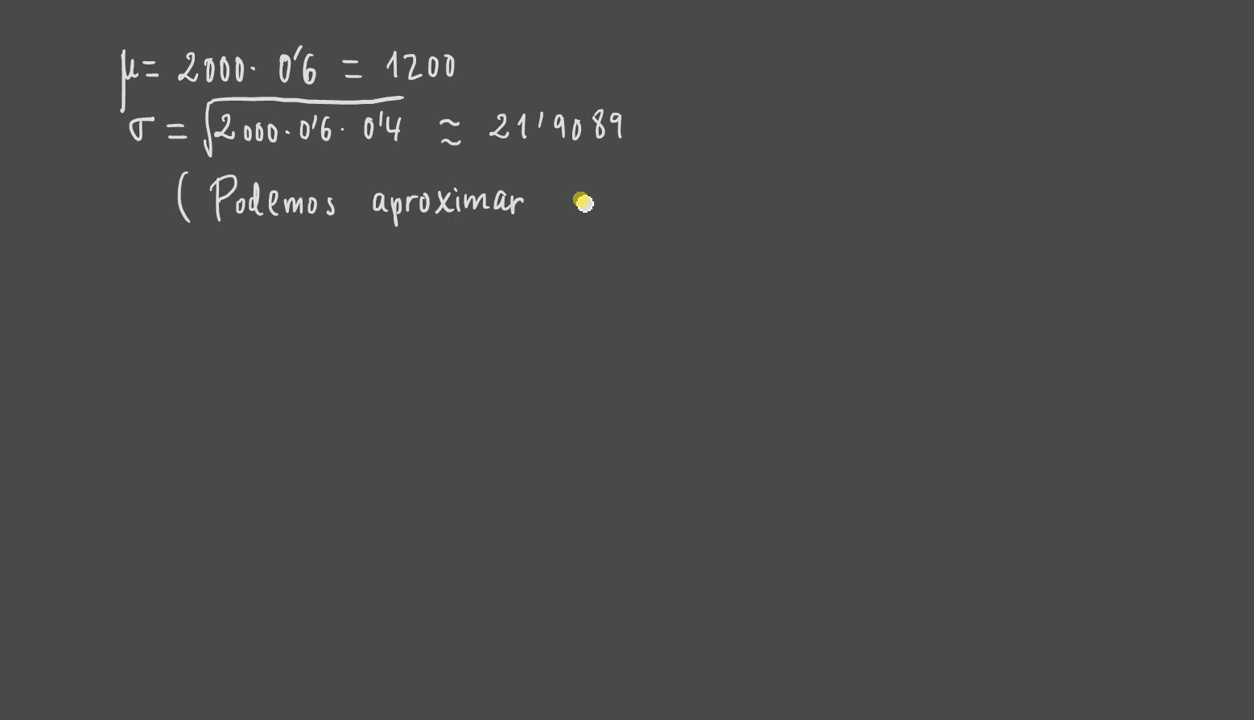 μ = 2000 · 0'6 = 1200
σ = √2000 · 0'6 · 0'4 ≈ 21'9089
( Podemos aproximar